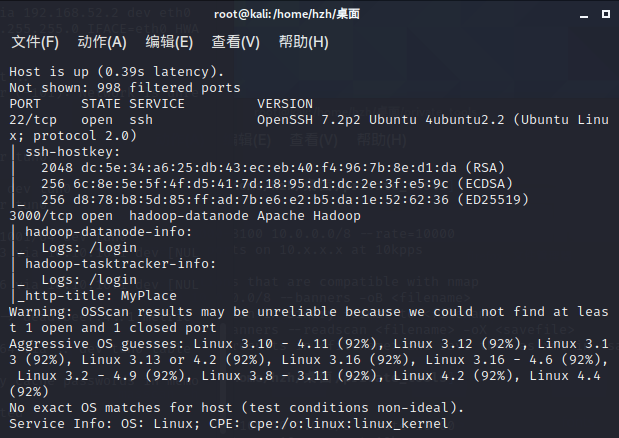 root@kali:/home/hzh/桌面
文件(F) 动作(A) 编辑(E) 查看(V) 帮助(H)
Host is up (0.39s latency).
Not shown: 998 filtered ports
PORT     STATE SERVICE         VERSION
22/tcp   open  ssh             OpenSSH 7.2p2 Ubuntu 4ubuntu2.2 (Ubuntu Linu
x; protocol 2.0)
| ssh-hostkey:
|   2048 dc:5e:34:a6:25:db:43:ec:eb:40:f4:96:7b:8e:d1:da (RSA)
|   256 6c:8e:5e:5f:4f:d5:41:7d:18:95:d1:dc:2e:3f:e5:9c (ECDSA)
|_  256 d8:78:b8:5d:85:ff:ad:7b:e6:e2:b5:da:1e:52:62:36 (ED25519)
3000/tcp open  hadoop-datanode Apache Hadoop
| hadoop-datanode-info:
|_  Logs: /login
| hadoop-tasktracker-info:
|_  Logs: /login
|_http-title: MyPlace
Warning: OSScan results may be unreliable because we could not find at leas
t 1 open and 1 closed port
Aggressive OS guesses: Linux 3.10 - 4.11 (92%), Linux 3.12 (92%), Linux 3.1
3 (92%), Linux 3.13 or 4.2 (92%), Linux 3.16 (92%), Linux 3.16 - 4.6 (92%),
 Linux 3.2 - 4.9 (92%), Linux 3.8 - 3.11 (92%), Linux 4.2 (92%), Linux 4.4
(92%)
No exact OS matches for host (test conditions non-ideal).
Service Info: OS: Linux; CPE: cpe:/o:linux:linux_kernel